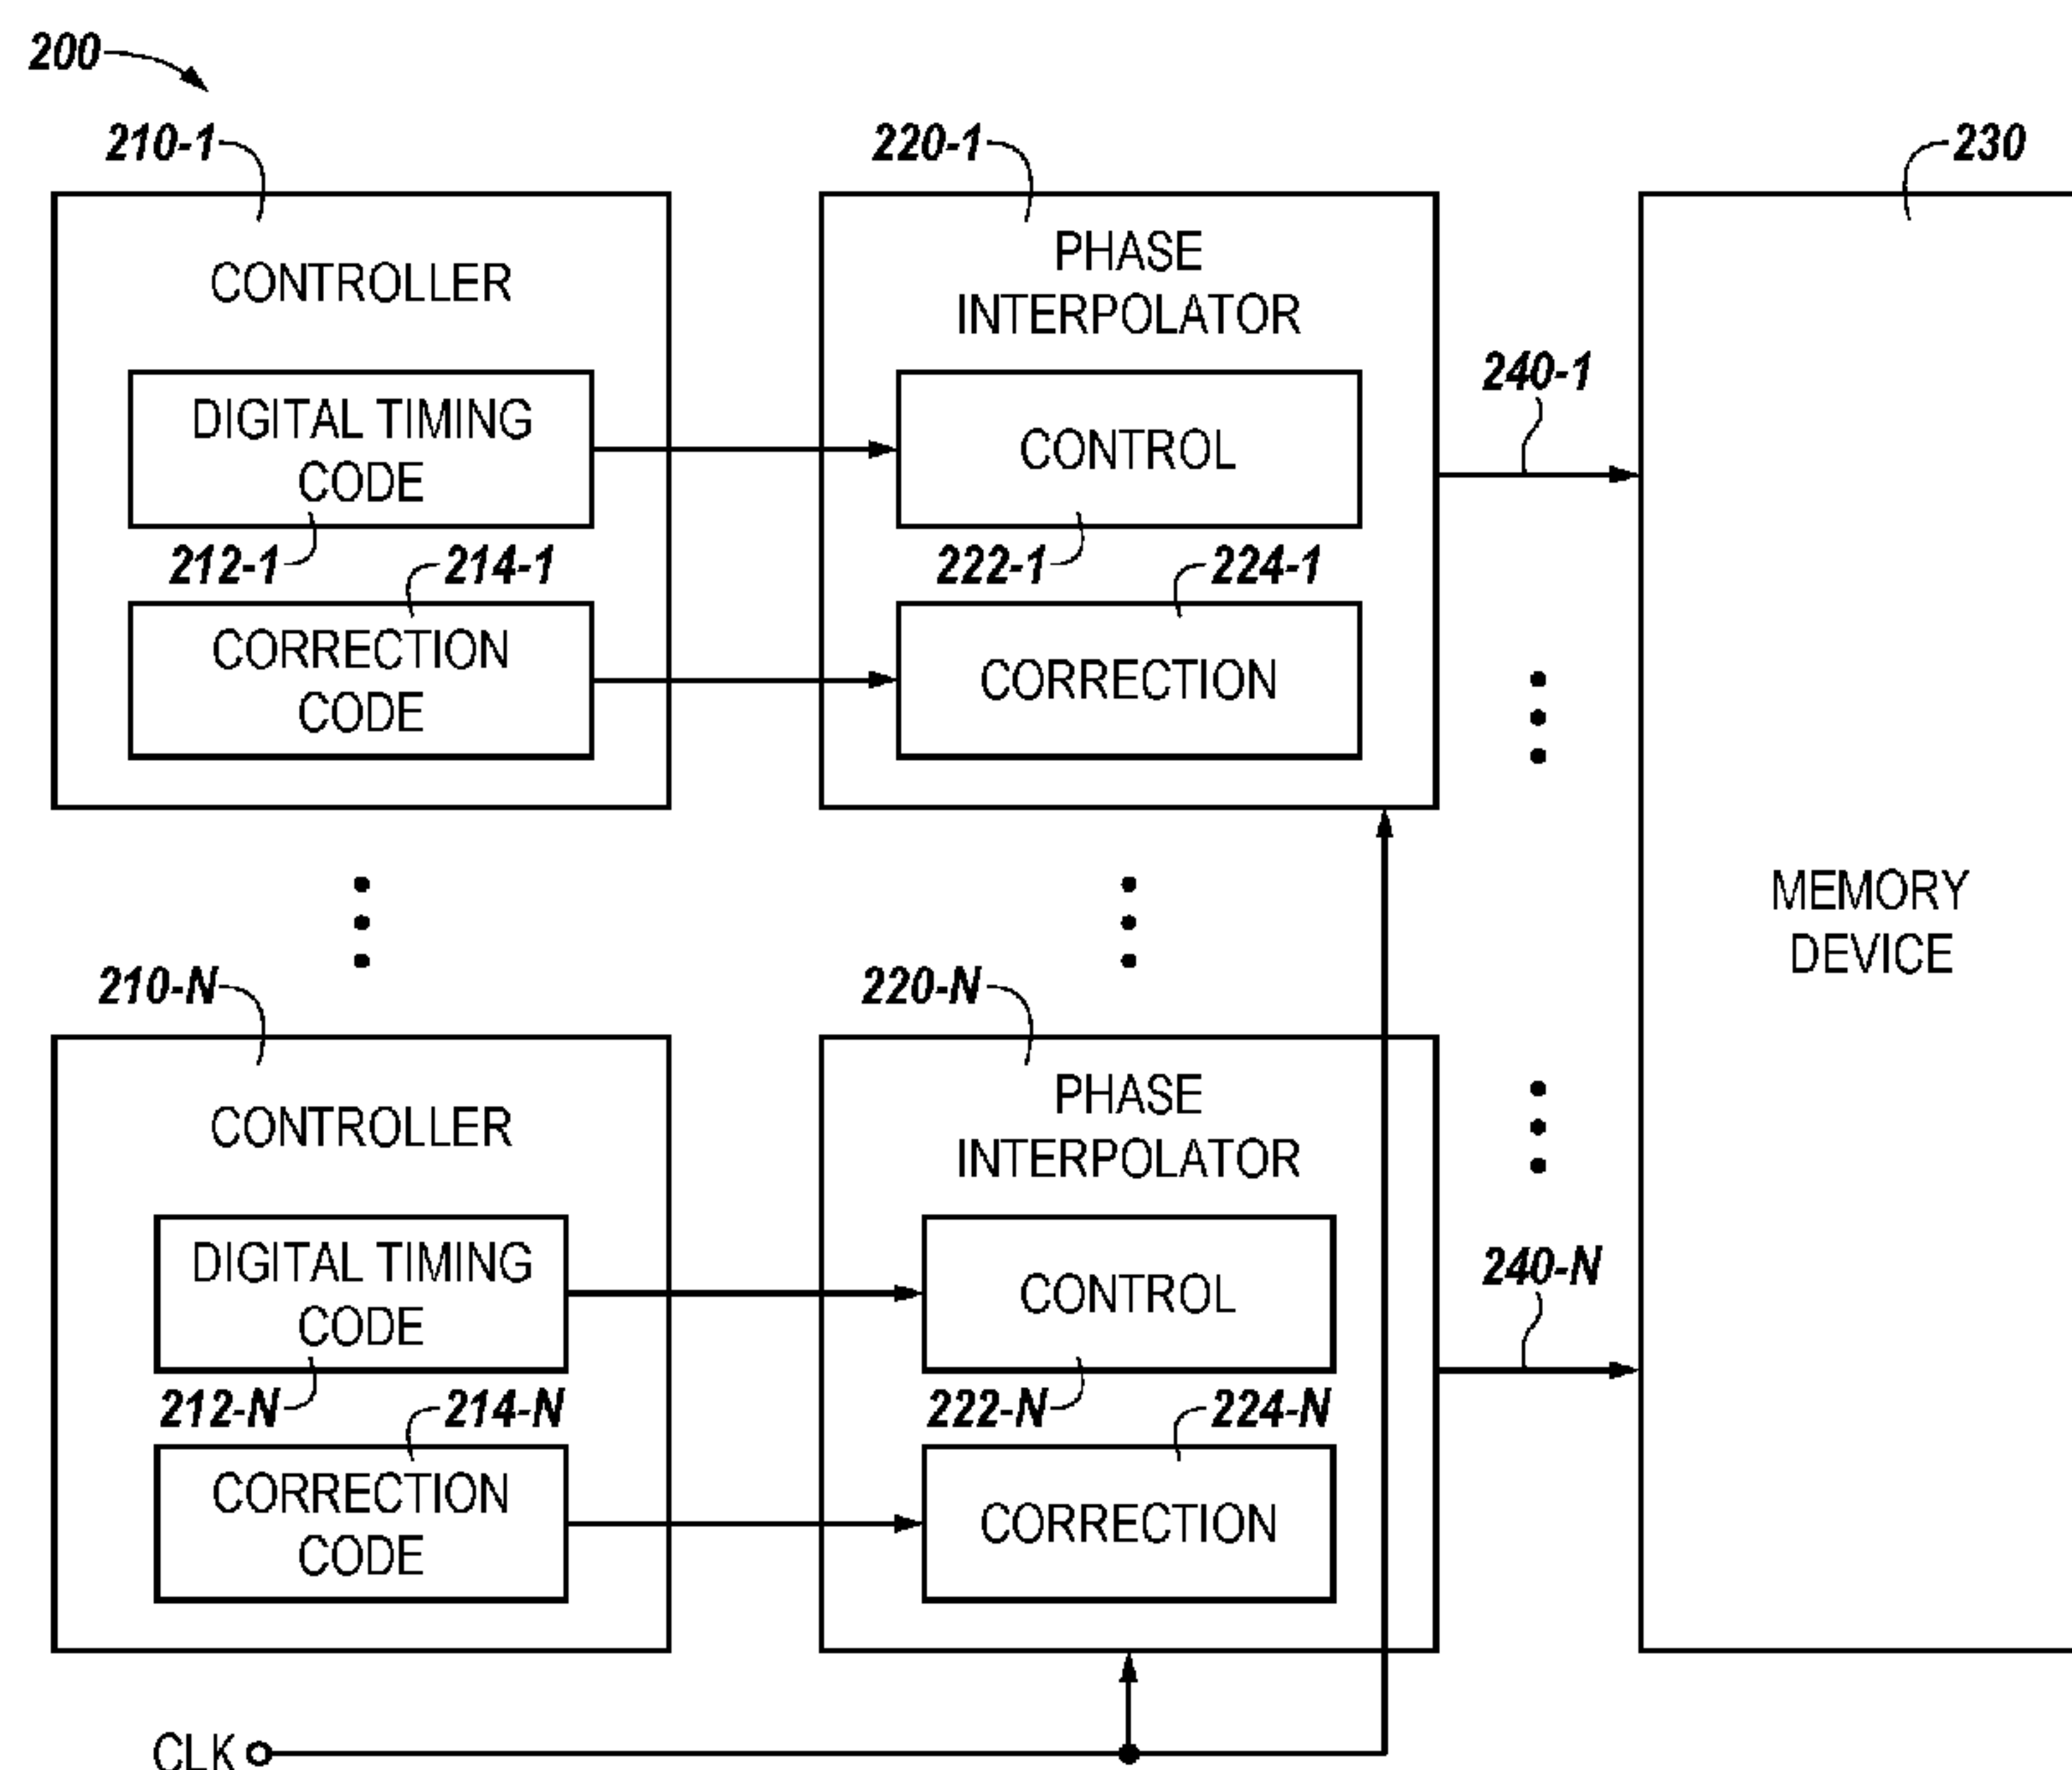 200
210-1
220-1
230
CONTROLLER
PHASE
INTERPOLATOR
DIGITAL TIMING
CODE
CONTROL
240-1
212-1
214-1
222-1
224-1
CORRECTION
CODE
CORRECTION
MEMORY
DEVICE
210-N
220-N
CONTROLLER
PHASE
INTERPOLATOR
DIGITAL TIMING
CODE
CONTROL
240-N
212-N
214-N
222-N
224-N
CORRECTION
CODE
CORRECTION
CLK